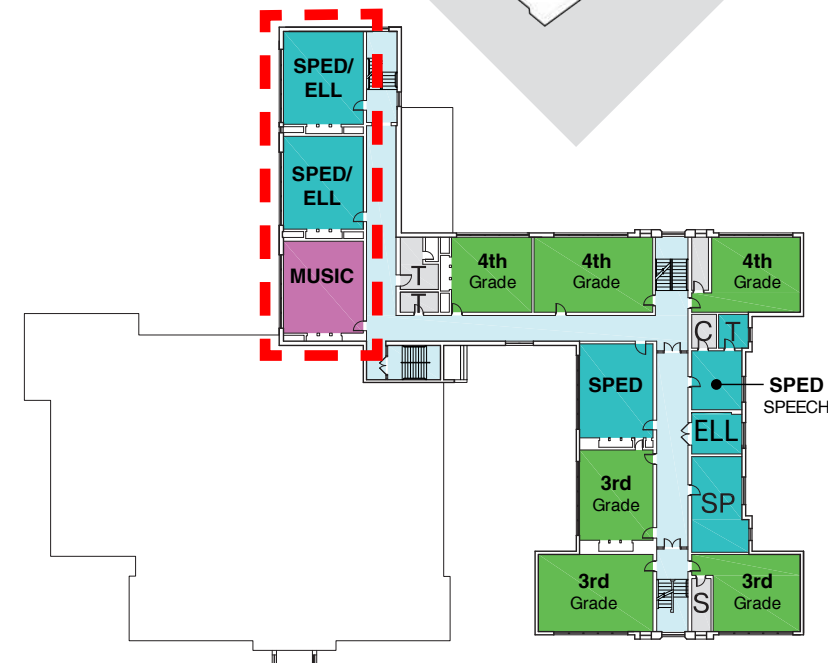 SPED/
ELL
SPED/
ELL
MUSIC
T
T
4th
Grade
4th
Grade
4th
Grade
C
T
SPED
SPED
SPEECH
ELL
3rd
Grade
SP
3rd
Grade
S
3rd
Grade